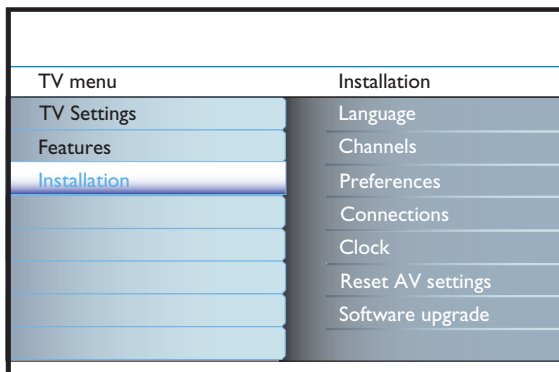 TV menu
Installation
TV Settings
Language
Features
Channels
Installation
Preferences
Connections
Clock
Reset AV settings
Software upgrade